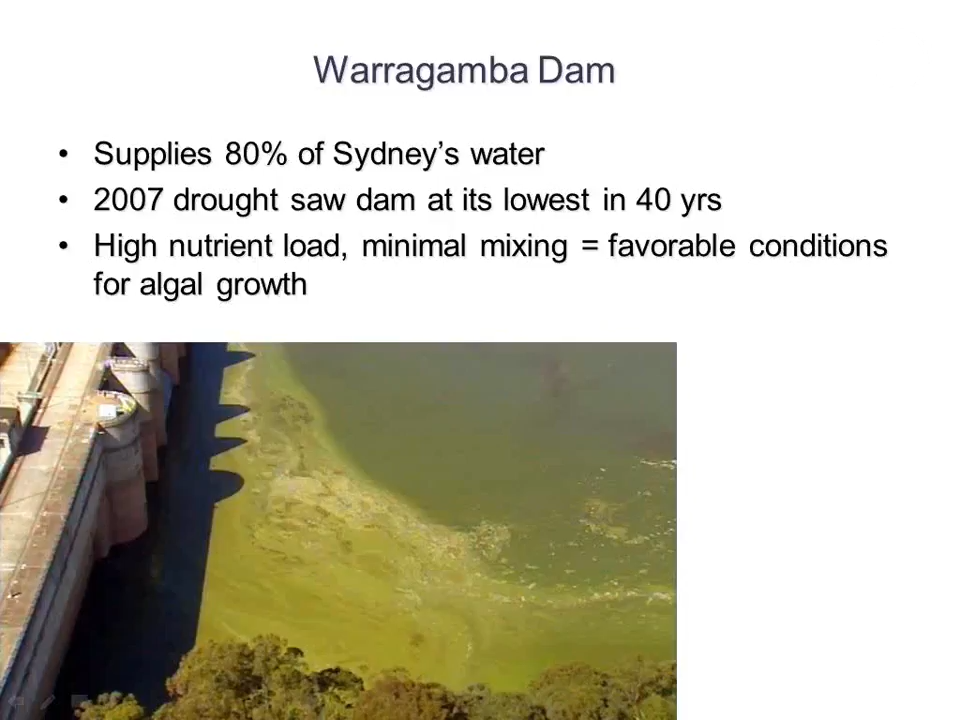 Warragamba Dam
• Supplies 80% of Sydney’s water
• 2007 drought saw dam at its lowest in 40 yrs
• High nutrient load, minimal mixing = favorable conditions
for algal growth